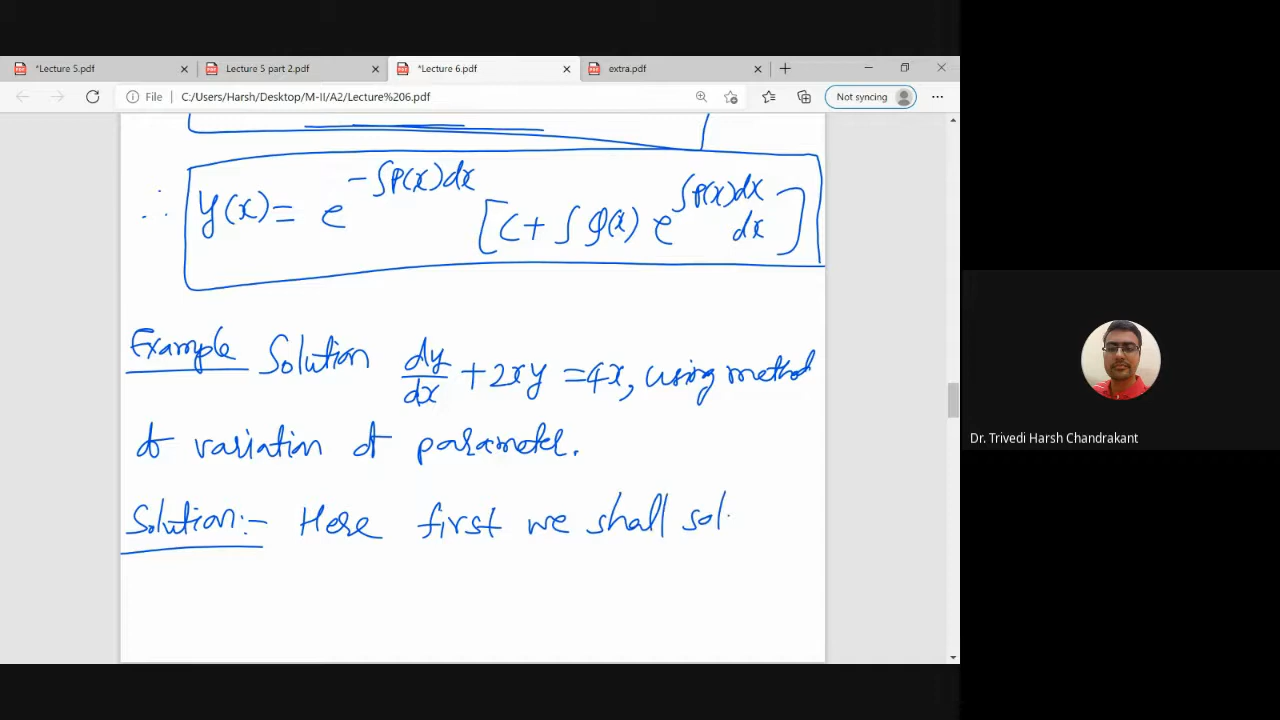 *Lecture 5.pdf
Lecture 5 part 2.pdf
*Lecture 6.pdf
extra.pdf
File
C:/Users/Harsh/Desktop/M-II/A2/Lecture%206.pdf
Not syncing
∴ y(x) = e^{-∫P(x)dx} [C + ∫ Q(x) e^{∫P(x)dx} dx]
Example Solution dy/dx + 2xy = 4x, using method
of variation of parameter.
Solution:- Here first we shall sol
Dr. Trivedi Harsh Chandrakant